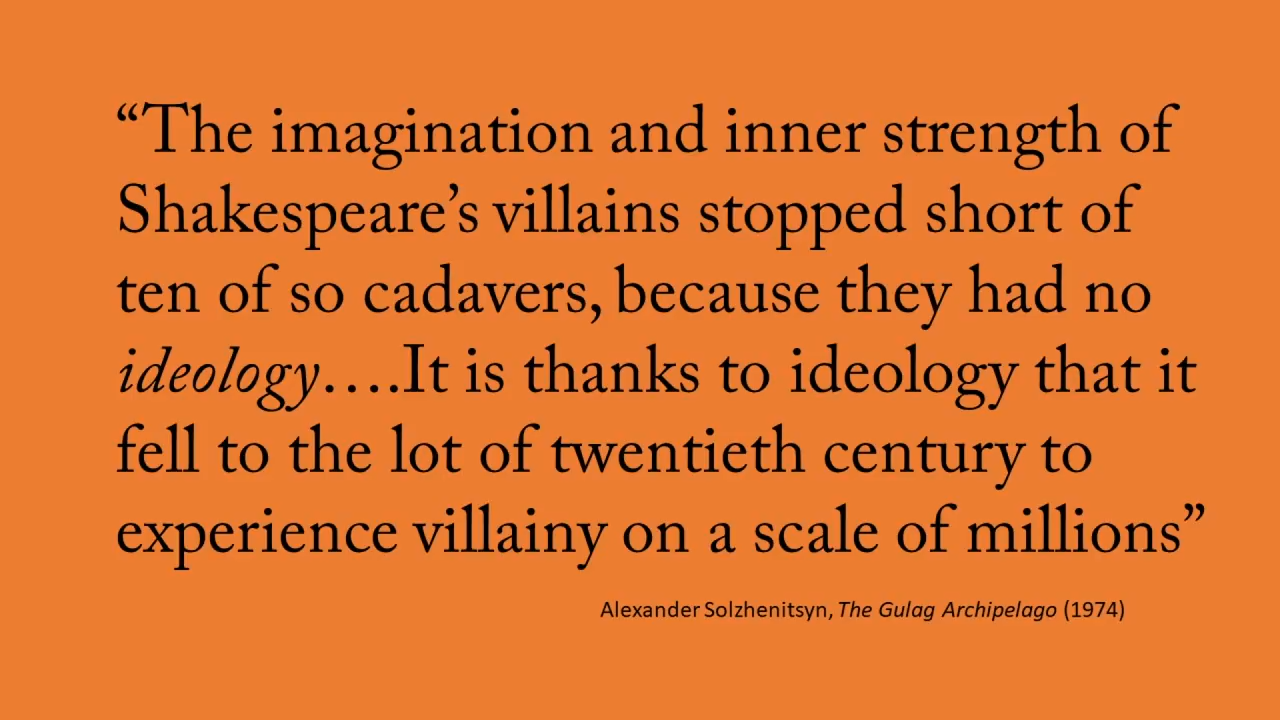 “The imagination and inner strength of
Shakespeare’s villains stopped short of
ten of so cadavers, because they had no
ideology….It is thanks to ideology that it
fell to the lot of twentieth century to
experience villainy on a scale of millions”
Alexander Solzhenitsyn, The Gulag Archipelago (1974)